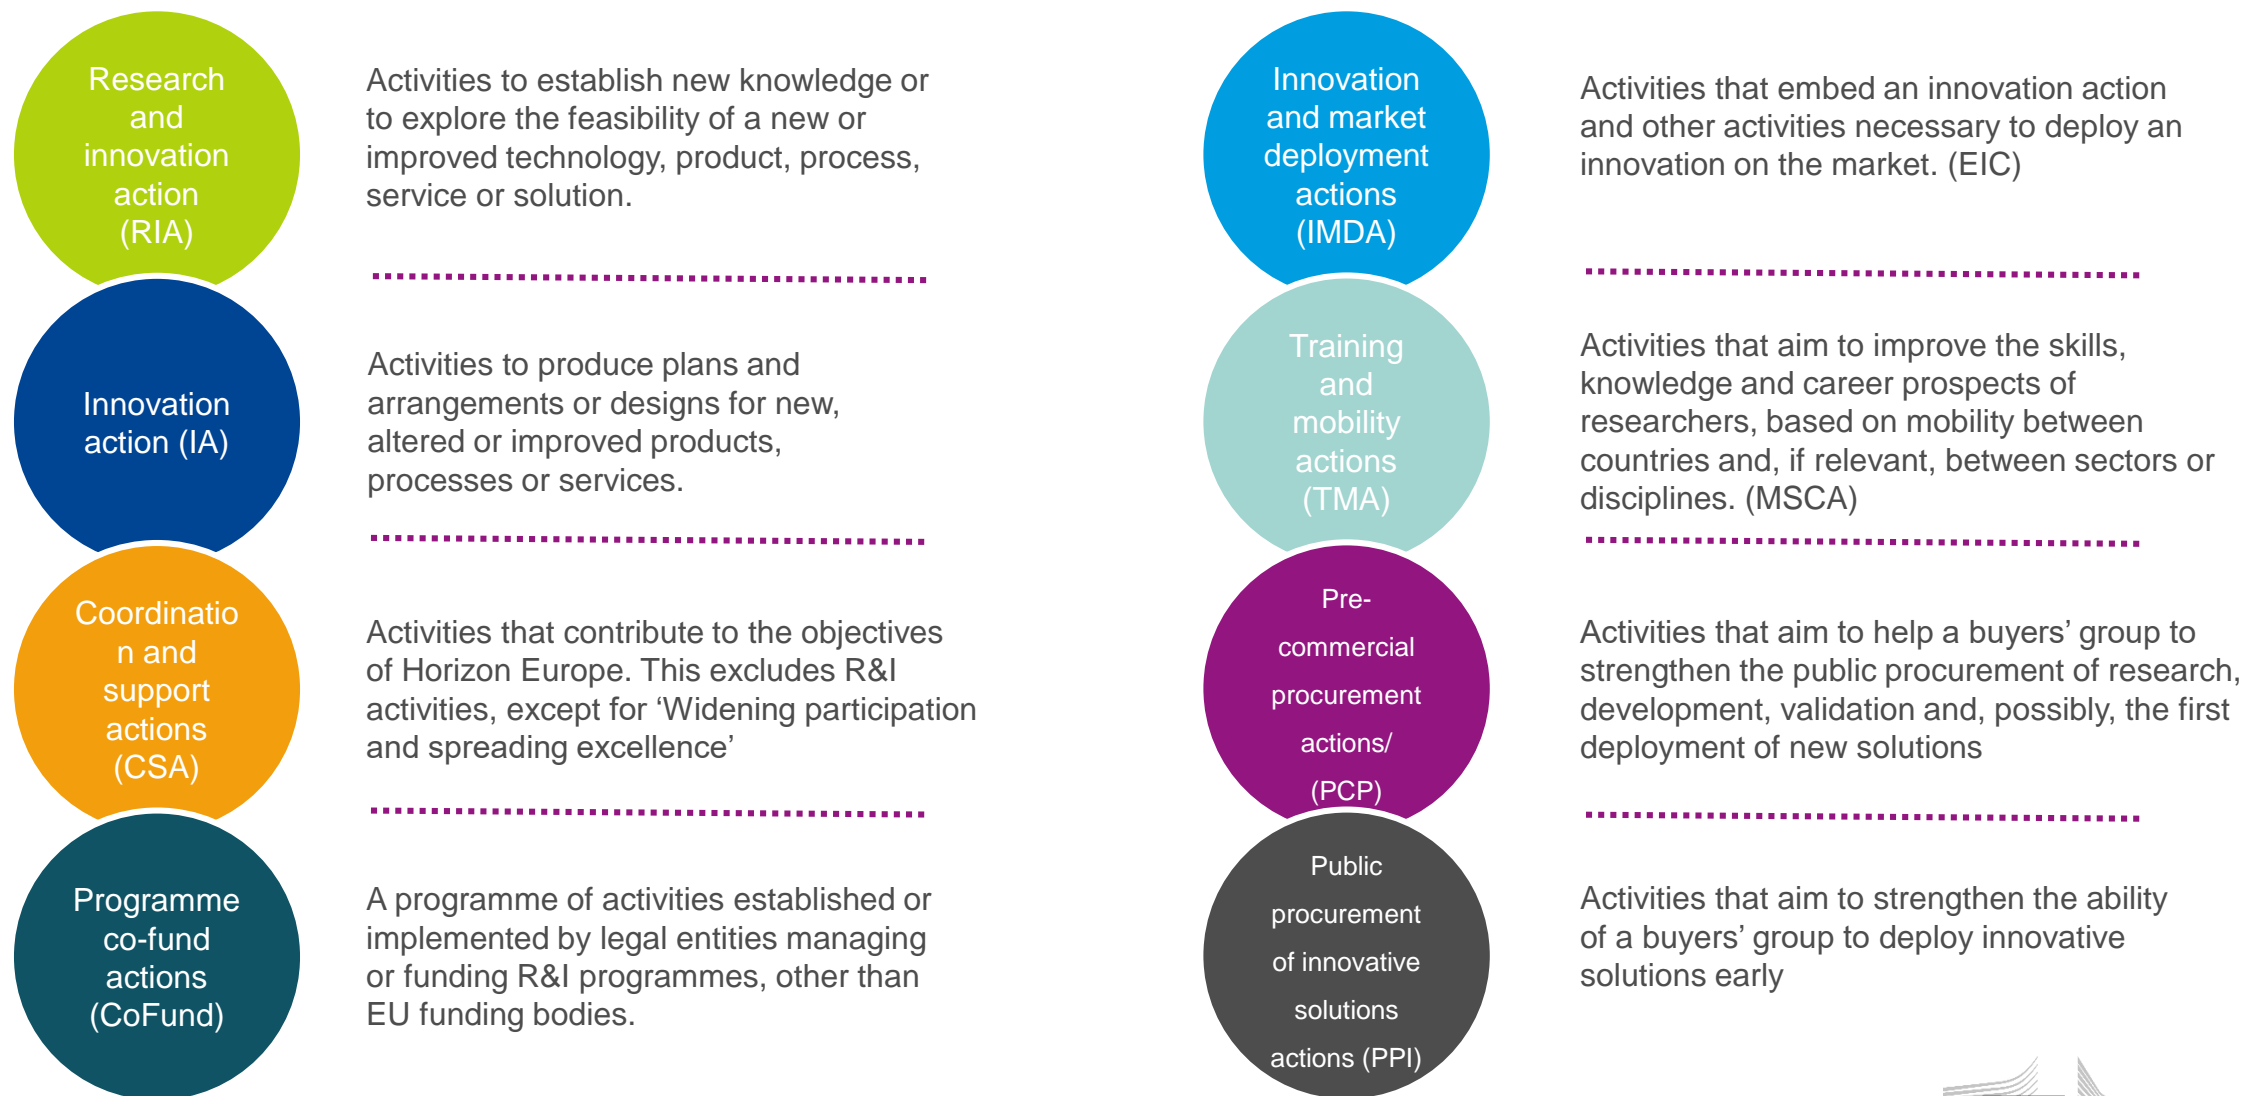 Research
and
innovation
action
(RIA)
Activities to establish new knowledge or
to explore the feasibility of a new or
improved technology, product, process,
service or solution.
Innovation
action (IA)
Activities to produce plans and
arrangements or designs for new,
altered or improved products,
processes or services.
Coordinatio
n and
support
actions
(CSA)
Activities that contribute to the objectives
of Horizon Europe. This excludes R&I
activities, except for ‘Widening participation
and spreading excellence’
Programme
co-fund
actions
(CoFund)
A programme of activities established or
implemented by legal entities managing
or funding R&I programmes, other than
EU funding bodies.
Innovation
and market
deployment
actions
(IMDA)
Activities that embed an innovation action
and other activities necessary to deploy an
innovation on the market. (EIC)
Training
and
mobility
actions
(TMA)
Activities that aim to improve the skills,
knowledge and career prospects of
researchers, based on mobility between
countries and, if relevant, between sectors or
disciplines. (MSCA)
Pre-
commercial
procurement
actions/
(PCP)
Activities that aim to help a buyers’ group to
strengthen the public procurement of research,
development, validation and, possibly, the first
deployment of new solutions
Public
procurement
of innovative
solutions
actions (PPI)
Activities that aim to strengthen the ability
of a buyers’ group to deploy innovative
solutions early